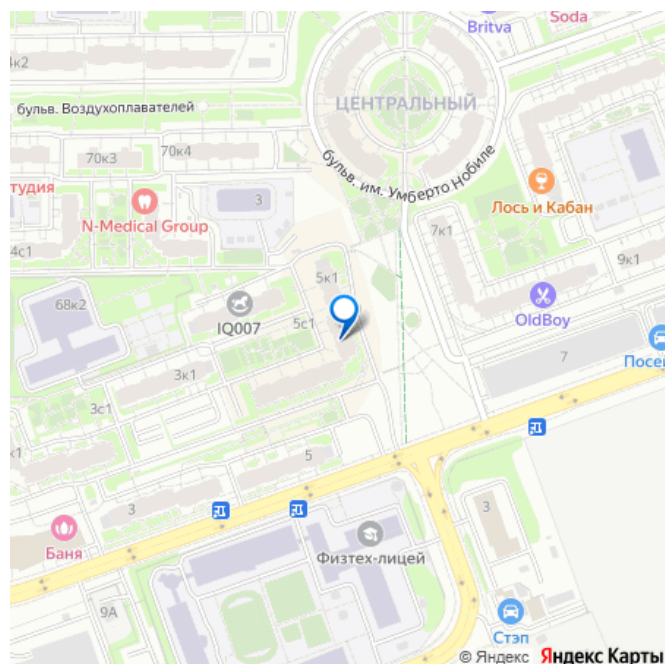 Soda
Britva
4к2
ЦЕНТРАЛЬНЫЙ
бульв. Воздухоплавателей
70к3
70к4
бульв. им. Умберто Нобиле
тудия
N-Medical Group
3
Лось и Кабан
7к1
9к1
4с1
5к1
68к2
IQ007
5с1
OldBoy
7
Посей
3к1
3с1
к1
5
3
3
Баня
Физтех-лицей
9А
Стэп
© Яндекс Яндекс Карты